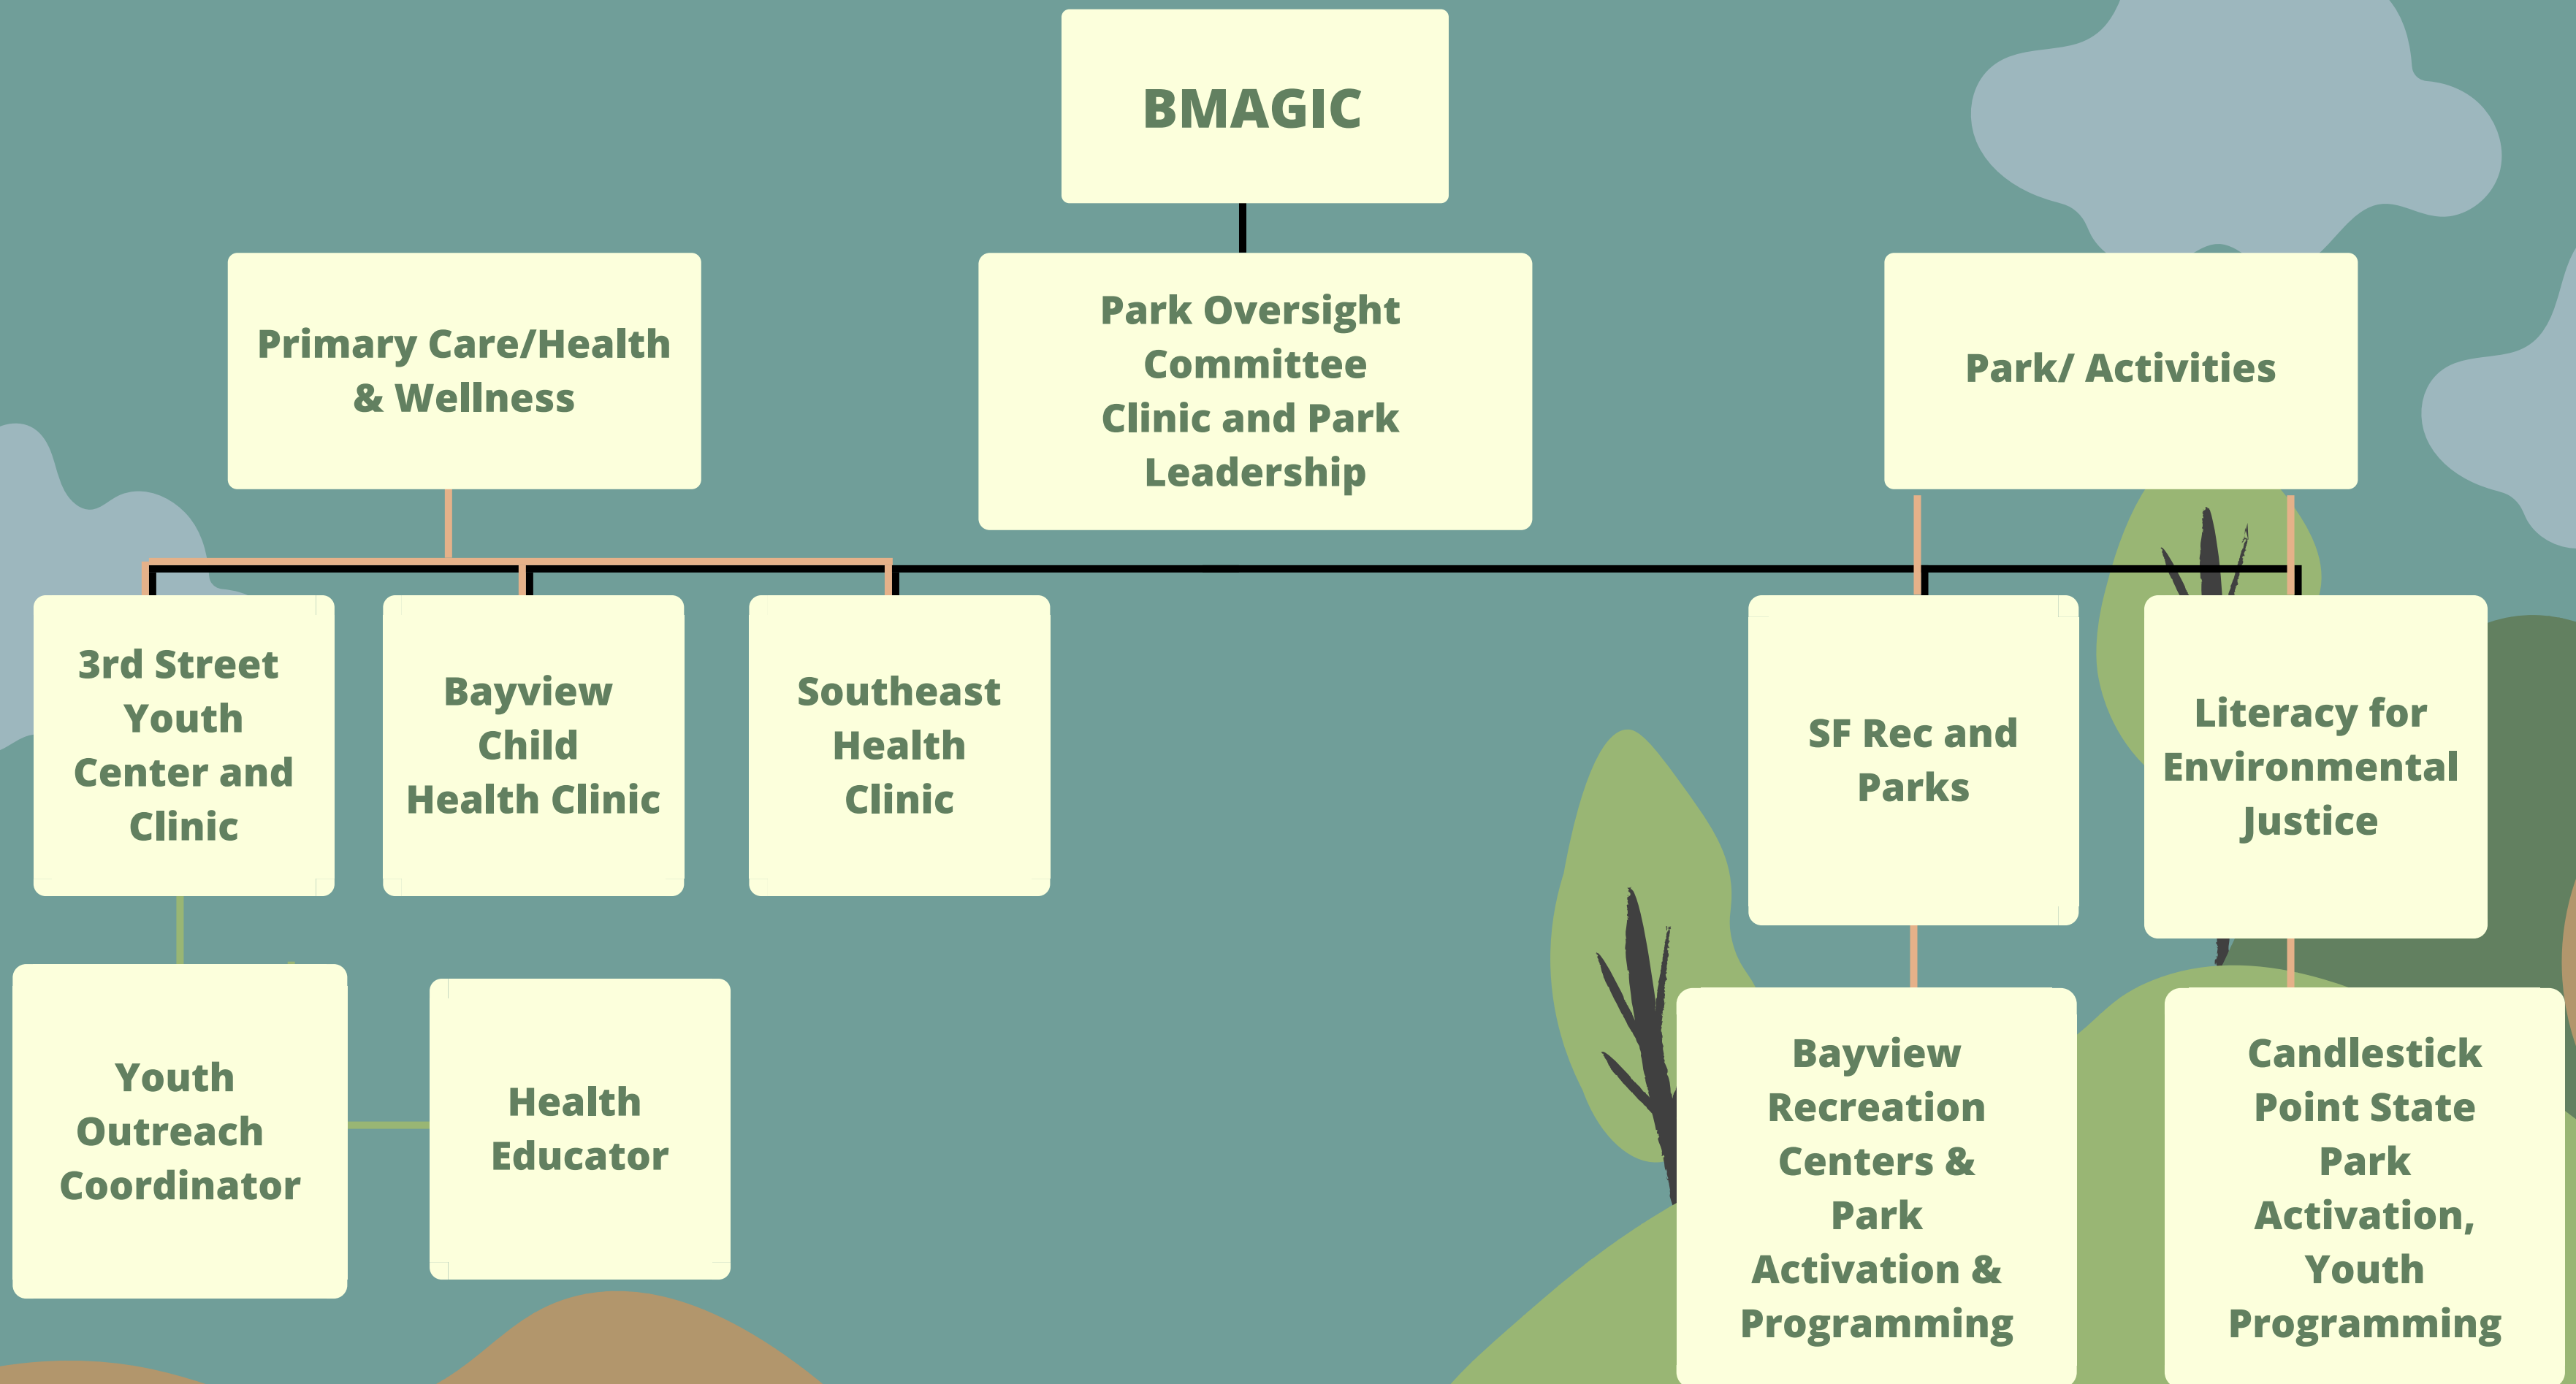 BMAGIC
Primary Care/Health
& Wellness
Park Oversight
Committee
Clinic and Park
Leadership
Park/ Activities
3rd Street
Youth
Center and
Clinic
Bayview
Child
Health Clinic
Southeast
Health
Clinic
SF Rec and
Parks
Literacy for
Environmental
Justice
Youth
Outreach
Coordinator
Health
Educator
Bayview
Recreation
Centers &
Park
Activation &
Programming
Candlestick
Point State
Park
Activation,
Youth
Programming